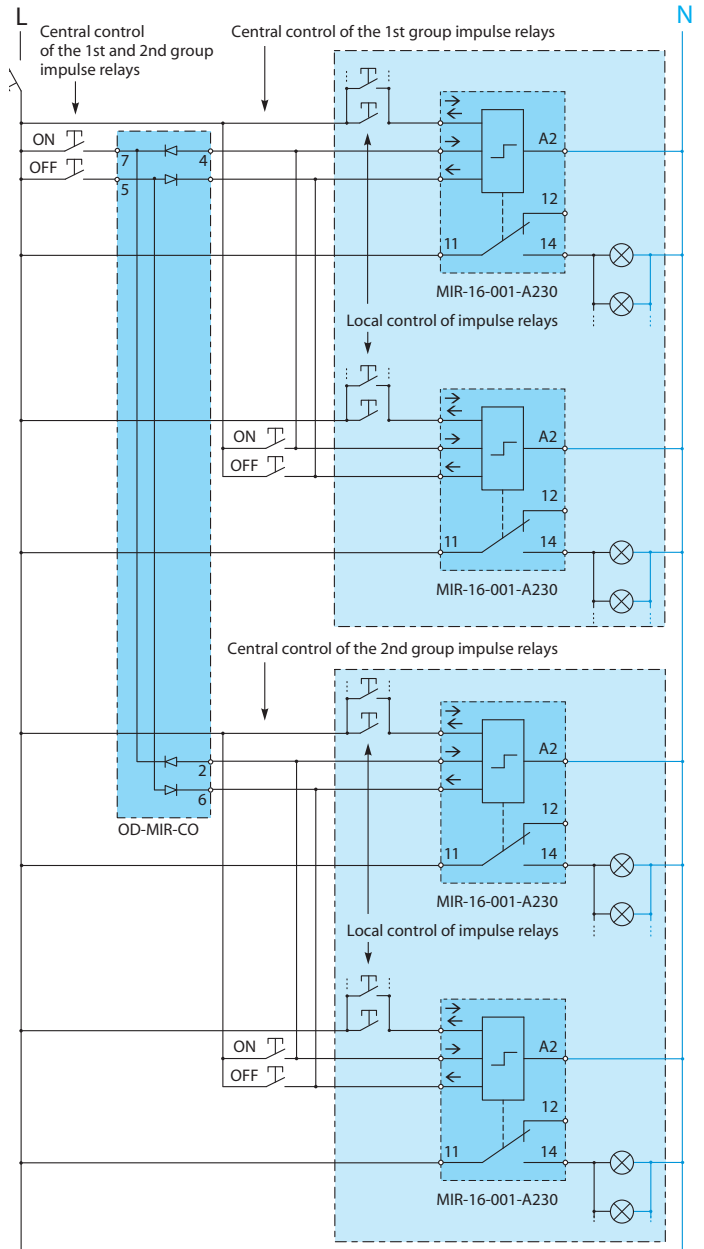 L
N
Central control
of the 1st and 2nd group
impulse relays
Central control of the 1st group impulse relays
ON
OFF
7
4
5
A2
12
11
14
MIR-16-001-A230
Local control of impulse relays
ON
OFF
A2
12
11
14
MIR-16-001-A230
Central control of the 2nd group impulse relays
2
6
OD-MIR-CO
A2
12
11
14
MIR-16-001-A230
Local control of impulse relays
ON
OFF
A2
12
11
14
MIR-16-001-A230